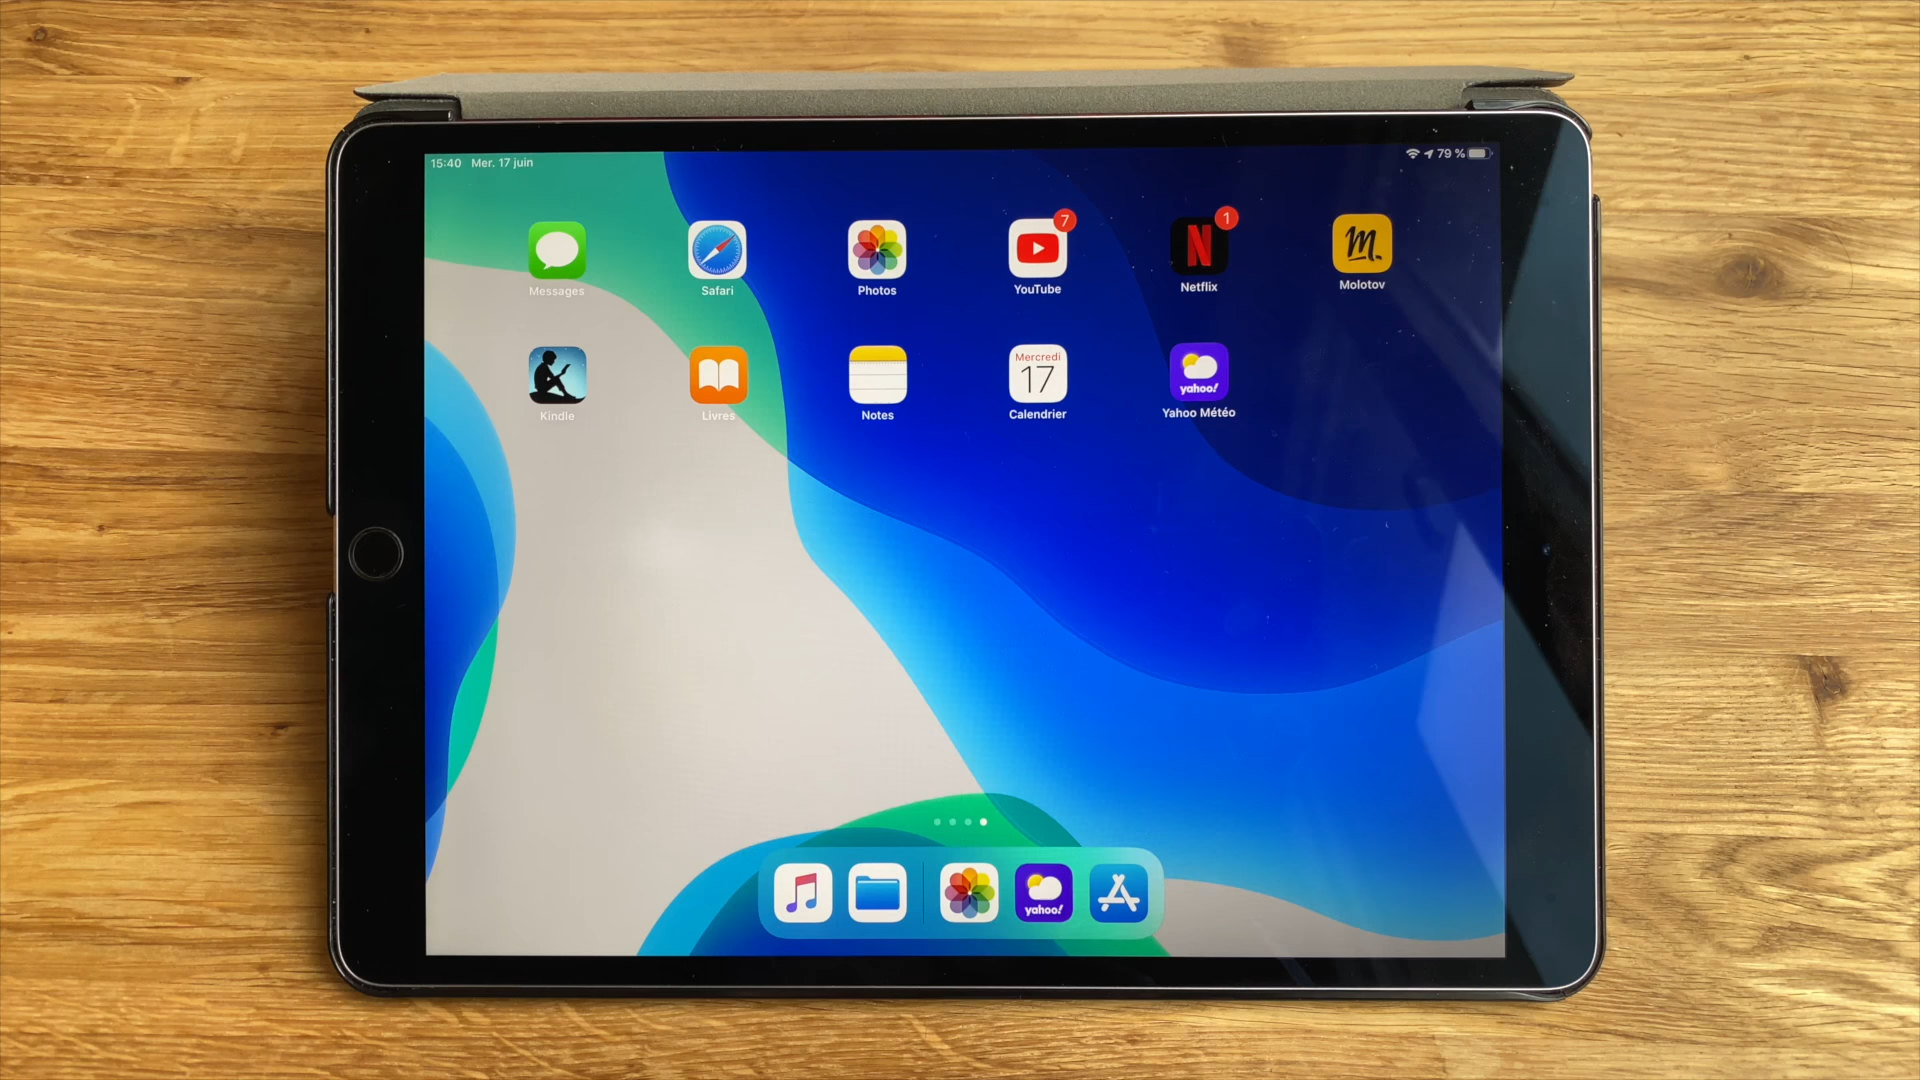 15:40 Mer. 17 juin
79 %
7
1
m.
Messages
Safari
Photos
YouTube
Netflix
Molotov
Mercredi
17
yahoo!
Kindle
Livres
Notes
Calendrier
Yahoo Météo
yahoo!